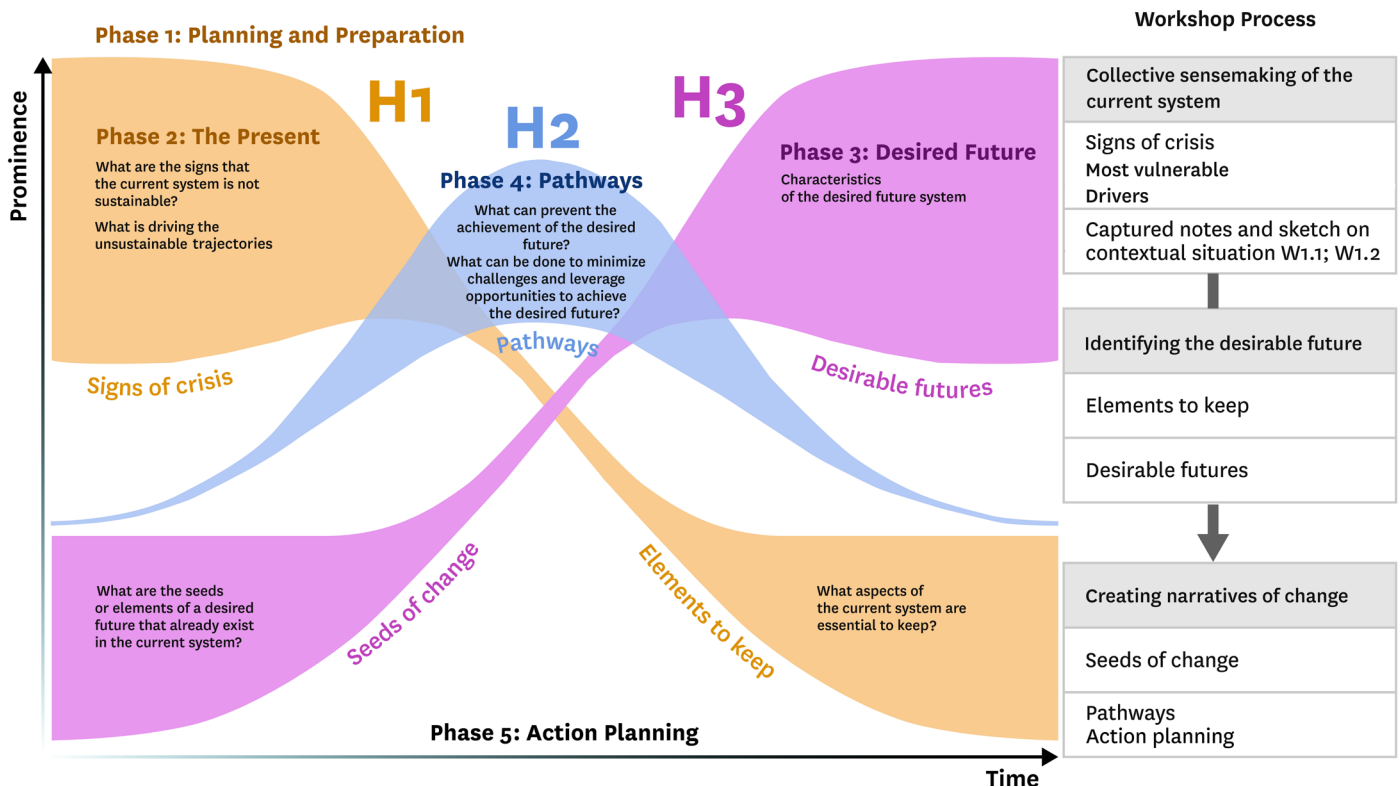 Phase 1: Planning and Preparation
Workshop Process
Prominence
H1
H2
H3
Phase 2: The Present
What are the signs that
the current system is not
sustainable?
What is driving the
unsustainable trajectories
Signs of crisis
Phase 4: Pathways
What can prevent the
achievement of the desired
future?
What can be done to minimize
challenges and leverage
opportunities to achieve
the desired future?
Pathways
Phase 3: Desired Future
Characteristics
of the desired future system
Desirable futures
What are the seeds
or elements of a desired
future that already exist
in the current system?
Seeds of change
Elements to keep
What aspects of
the current system are
essential to keep?
Phase 5: Action Planning
Time
Collective sensemaking of the
current system
Signs of crisis
Most vulnerable
Drivers
Captured notes and sketch on
contextual situation W1.1; W1.2
Identifying the desirable future
Elements to keep
Desirable futures
Creating narratives of change
Seeds of change
Pathways
Action planning